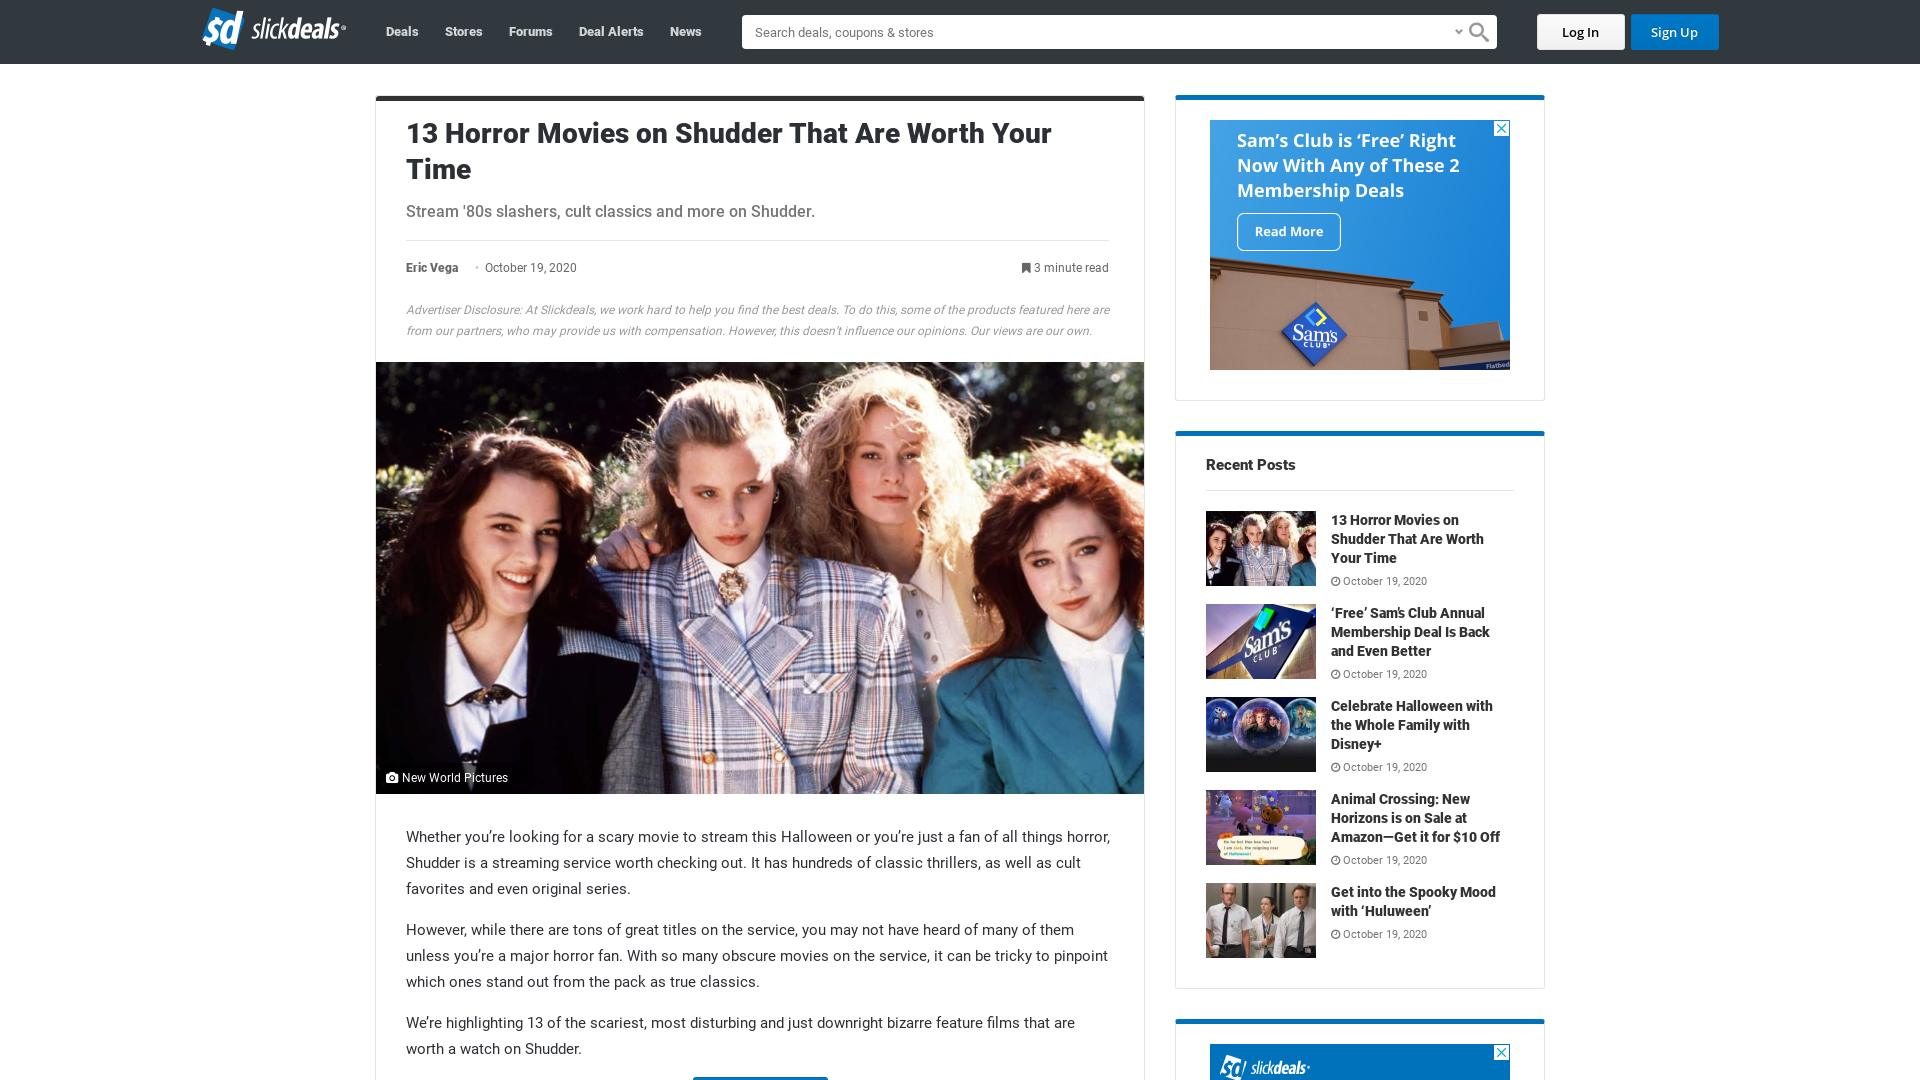 sd slickdeals
Deals
Stores
Forums
Deal Alerts
News
Search deals, coupons & stores
Log In
Sign Up
13 Horror Movies on Shudder That Are Worth Your
Time
Stream '80s slashers, cult classics and more on Shudder.
Eric Vega • October 19, 2020
3 minute read
Advertiser Disclosure: At Slickdeals, we work hard to help you find the best deals. To do this, some of the products featured here are
from our partners, who may provide us with compensation. However, this doesn't influence our opinions. Our views are our own.
New World Pictures
Whether you’re looking for a scary movie to stream this Halloween or you’re just a fan of all things horror,
Shudder is a streaming service worth checking out. It has hundreds of classic thrillers, as well as cult
favorites and even original series.
However, while there are tons of great titles on the service, you may not have heard of many of them
unless you’re a major horror fan. With so many obscure movies on the service, it can be tricky to pinpoint
which ones stand out from the pack as true classics.
We’re highlighting 13 of the scariest, most disturbing and just downright bizarre feature films that are
worth a watch on Shudder.
Sam’s Club is ‘Free’ Right
Now With Any of These 2
Membership Deals
Read More
Sam's
CLUB
Flatbed
Recent Posts
13 Horror Movies on
Shudder That Are Worth
Your Time
October 19, 2020
Sam's
CLUB
‘Free’ Sam’s Club Annual
Membership Deal Is Back
and Even Better
October 19, 2020
Celebrate Halloween with
the Whole Family with
Disney+
October 19, 2020
Animal Crossing: New
Horizons is on Sale at
Amazon—Get it for $10 Off
October 19, 2020
Get into the Spooky Mood
with ‘Huluween’
October 19, 2020
sd slickdeals